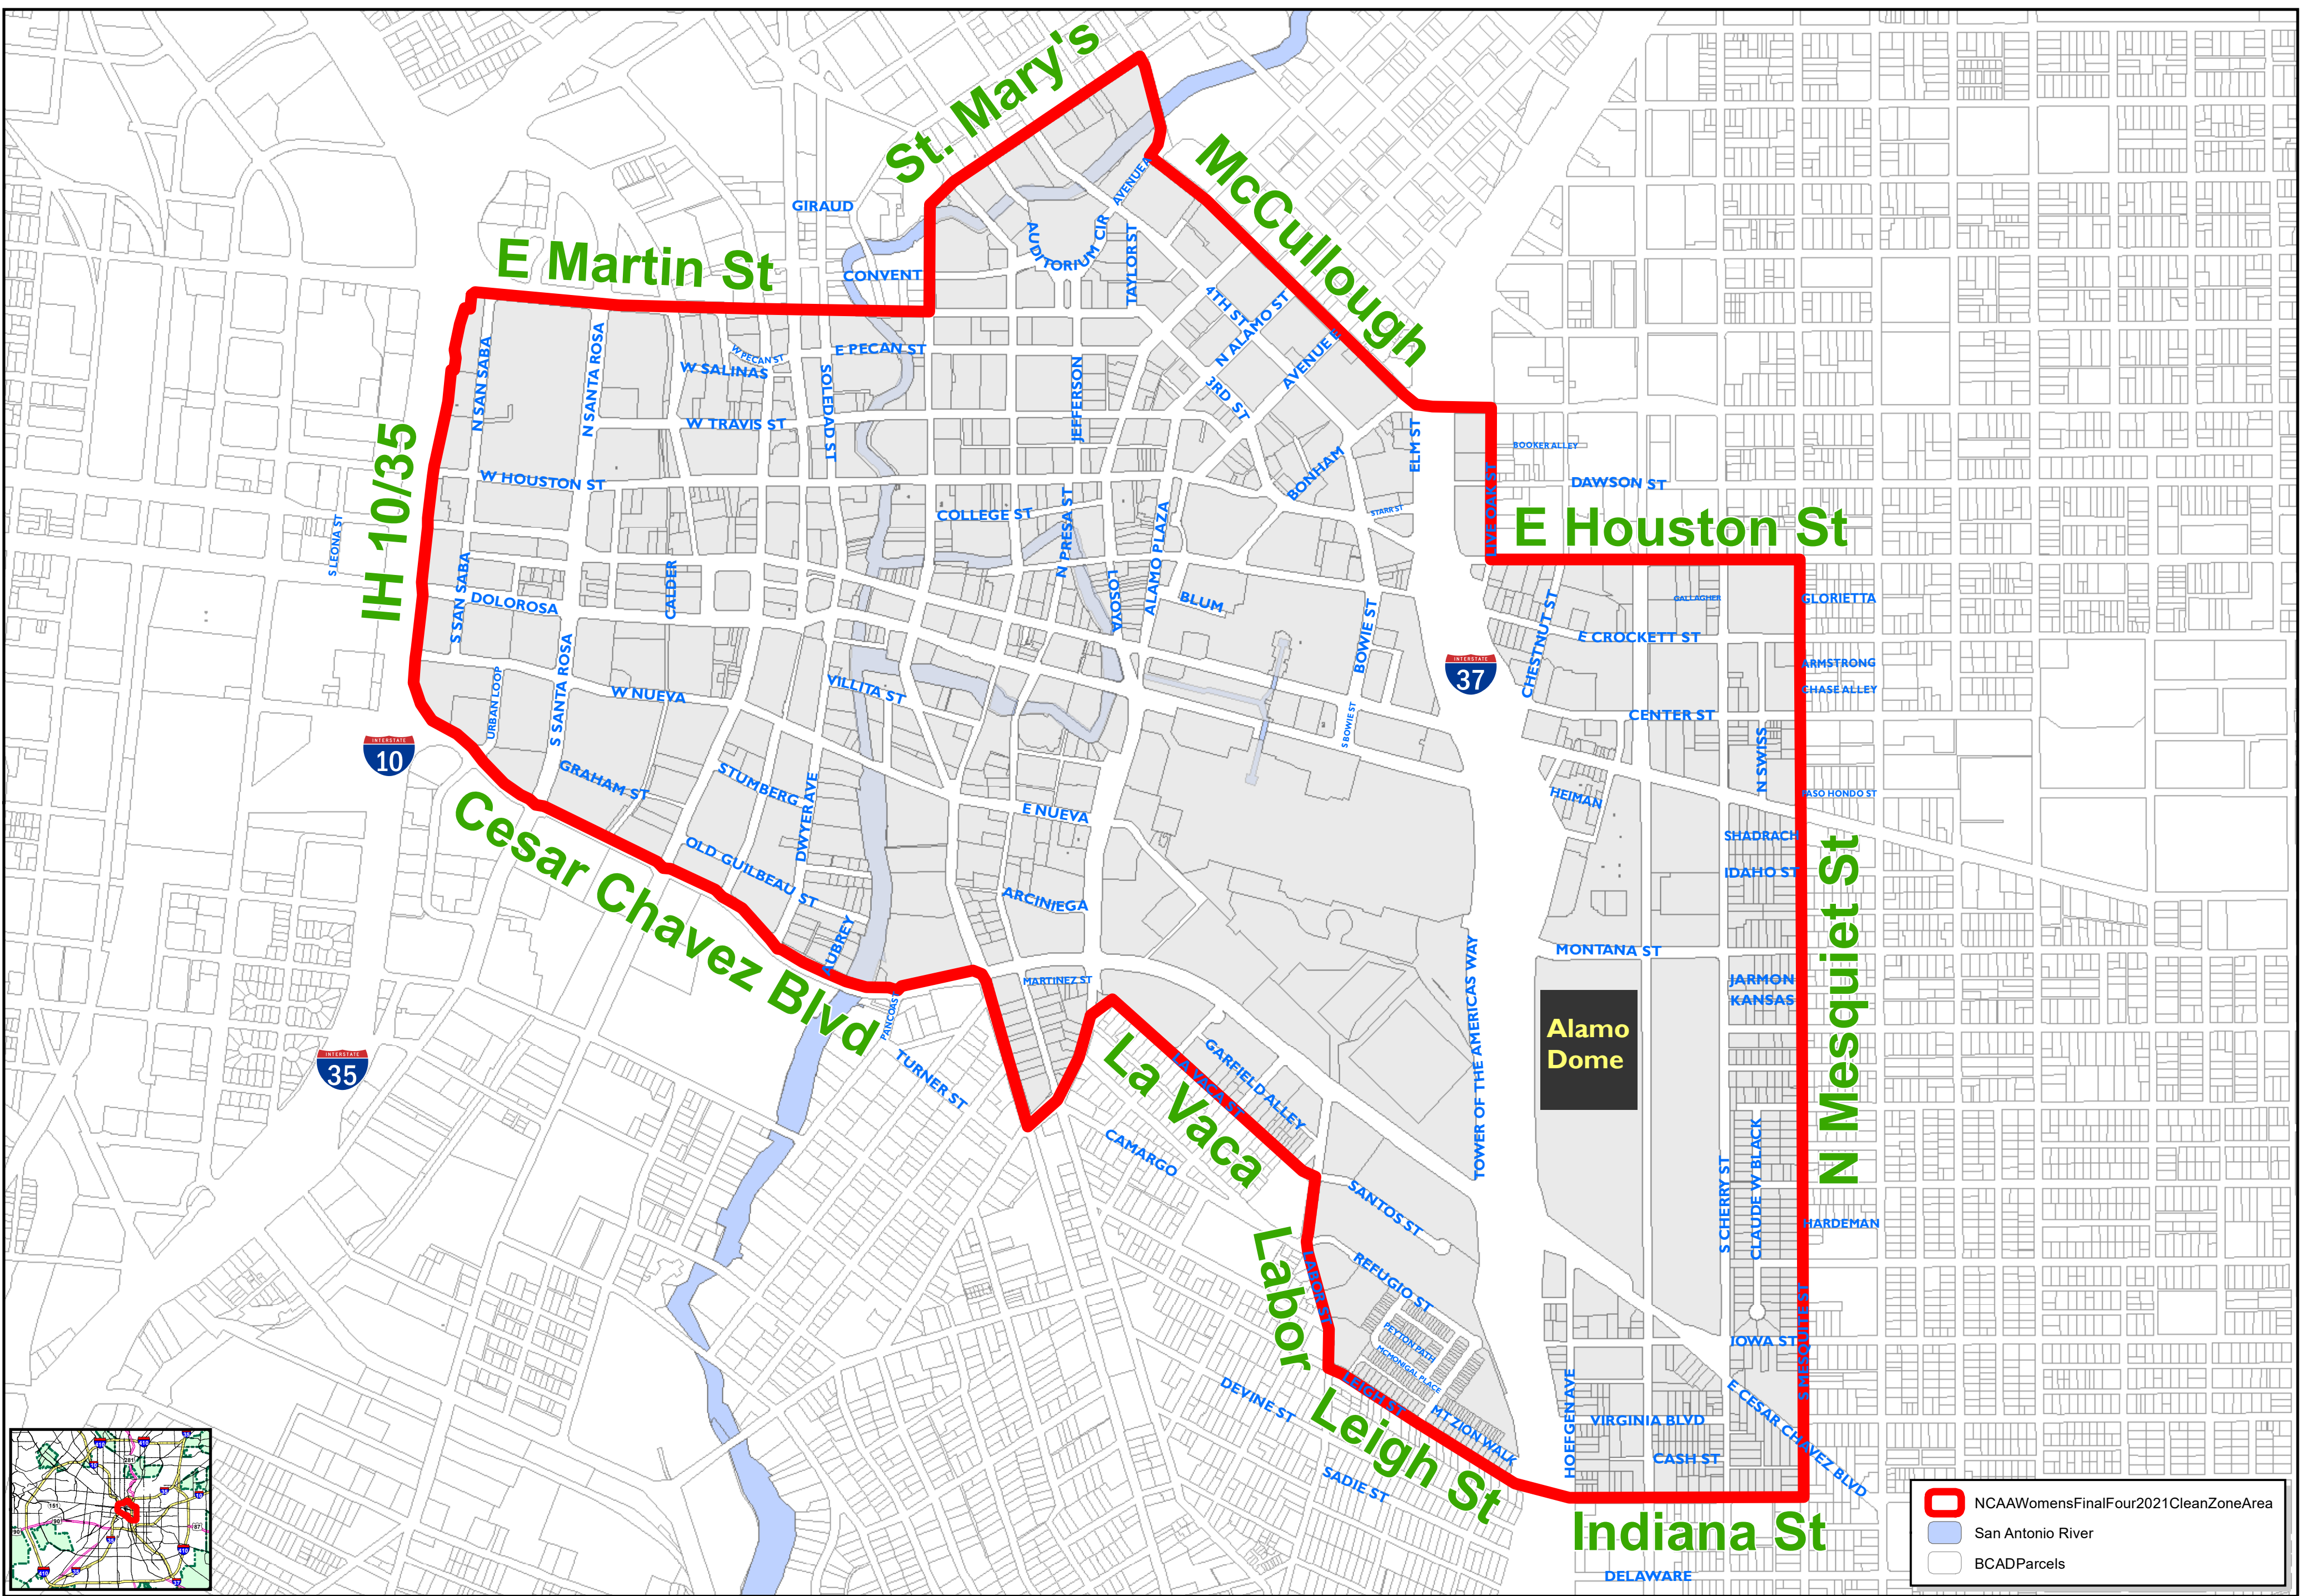 St. Mary's
McCullough
E Martin St
IH 10/35
E Houston St
N Mesquiet St
Cesar Chavez Blvd
La Vaca
Labor
Leigh St
Indiana St
GIRAUD
CONVENT
AUDITORIUM CIR
AVENUE A
TAYLOR ST
4TH ST
N ALAMO ST
AVENUE E
3RD ST
N SAN SABA
N SANTA ROSA
W PECAN ST
W SALINAS
E PECAN ST
SOLEDAD ST
W TRAVIS ST
JEFFERSON
ELM ST
BONHAM
BOOKER ALLEY
LIVE OAK ST
DAWSON ST
W HOUSTON ST
COLLEGE ST
N PRESA ST
ALAMO PLAZA
STARR ST
S LEONA ST
S SAN SABA
DOLOROSA
CALDER
LOSOYA
BLUM
BOWIE ST
CHESTNUT ST
GALLAGHER
GLORIETTA
E CROCKETT ST
ARMSTRONG
CHASE ALLEY
INTERSTATE
37
URBAN LOOP
S SANTA ROSA
W NUEVA
VILLITA ST
S BOWIE ST
CENTER ST
N SWISS
INTERSTATE
10
GRAHAM ST
STUMBERG
DWYER AVE
E NUEVA
HEIMAN
PASO HONDO ST
SHADRACH
IDAHO ST
OLD GUILBEAU ST
ARCINIEGA
AUBREY
MARTINEZ ST
MONTANA ST
JARMON
KANSAS
Alamo
Dome
TOWER OF THE AMERICAS WAY
PANCOAST
TURNER ST
INTERSTATE
35
GARFIELD ALLEY
LA VACA ST
CAMARGO
SANTOS ST
S CHERRY ST
CLAUDE W BLACK
HARDEMAN
LABOR ST
REFUGIO ST
PEYTON PATH
MCMONIGAL PLACE
IOWA ST
S MESQUITE ST
LEIGH ST
MT ZION WALK
DEVINE ST
SADIE ST
HOEFGEN AVE
VIRGINIA BLVD
CASH ST
E CESAR CHAVEZ BLVD
DELAWARE
NCAAWomensFinalFour2021CleanZoneArea
San Antonio River
BCADParcels